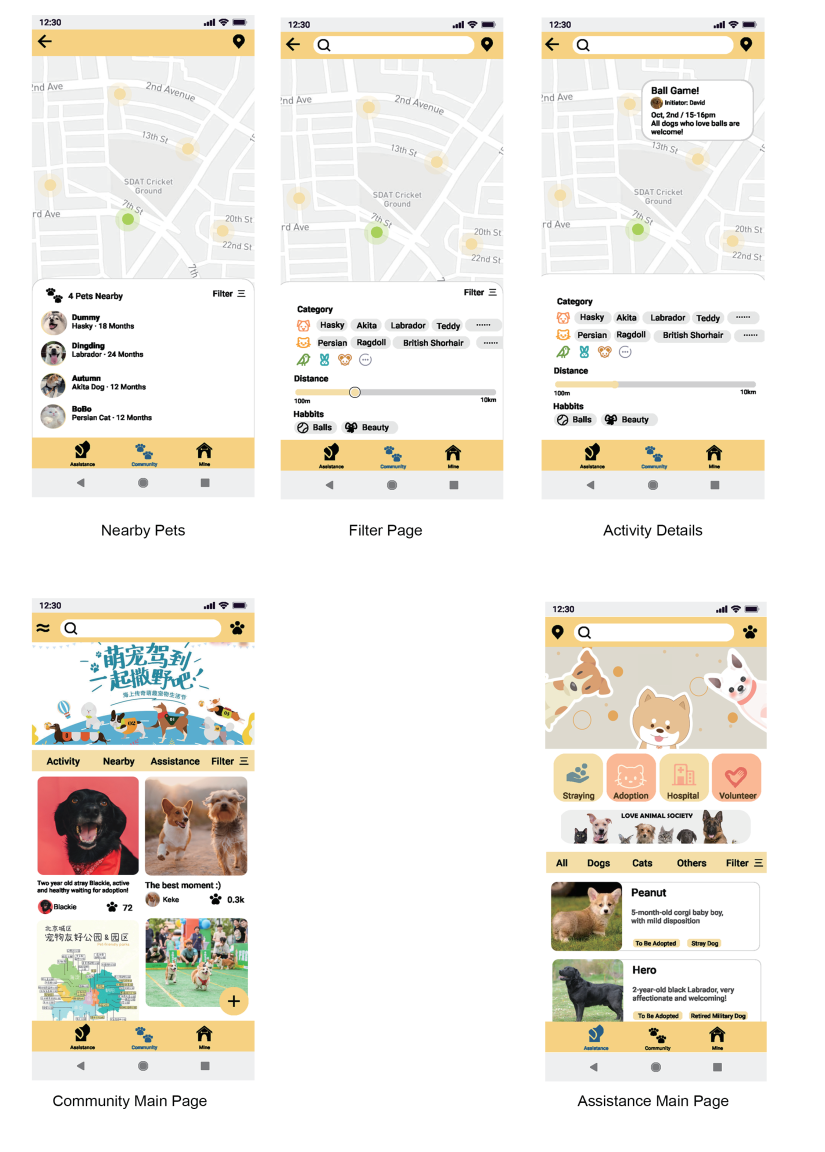 12:30
2nd Ave
2nd Avenue
13th St
15
SDAT Cricket
Ground
7th St
rd Ave
20th St
22nd St
7th
4 Pets Nearby
Filter
Dummy
Hasky · 18 Months
Dingding
Labrador · 24 Months
Autumn
Akita Dog · 12 Months
BoBo
Persian Cat · 12 Months
Assistance
Community
Mine
Nearby Pets
12:30
2nd Ave
2nd Avenue
13th St
SDAT Cricket
Ground
7th St
rd Ave
20th St
22nd St
Filter
Category
Hasky Akita Labrador Teddy ······
Persian Ragdoll British Shorhair ······
Distance
100m 10km
Habbits
Balls Beauty
Assistance
Community
Mine
Filter Page
12:30
2nd Ave
Ball Game!
Initiator: David
Oct, 2nd / 15-16pm
All dogs who love balls are
welcome!
13th St
SDAT Cricket
Ground
7th St
rd Ave
20th St
22nd St
Category
Hasky Akita Labrador Teddy ······
Persian Ragdoll British Shorhair ······
Distance
100m 10km
Habbits
Balls Beauty
Assistance
Community
Mine
Activity Details
12:30
萌宠驾到
一起撒野吧!
海上传奇萌趣宠物生活节
Activity Nearby Assistance Filter
Two year old stray Blackie, active
and healthy waiting for adoption!
Blackie 72
The best moment :)
Keke 0.3k
北京城区
宠物友好公园&园区
+
Assistance
Community
Mine
Community Main Page
12:30
Straying Adoption Hospital Volunteer
LOVE ANIMAL SOCIETY
All Dogs Cats Others Filter
Peanut
5-month-old corgi baby boy,
with mild disposition
To Be Adopted Stray Dog
Hero
2-year-old black Labrador, very
affectionate and welcoming!
To Be Adopted Retired Military Dog
Assistance
Community
Mine
Assistance Main Page